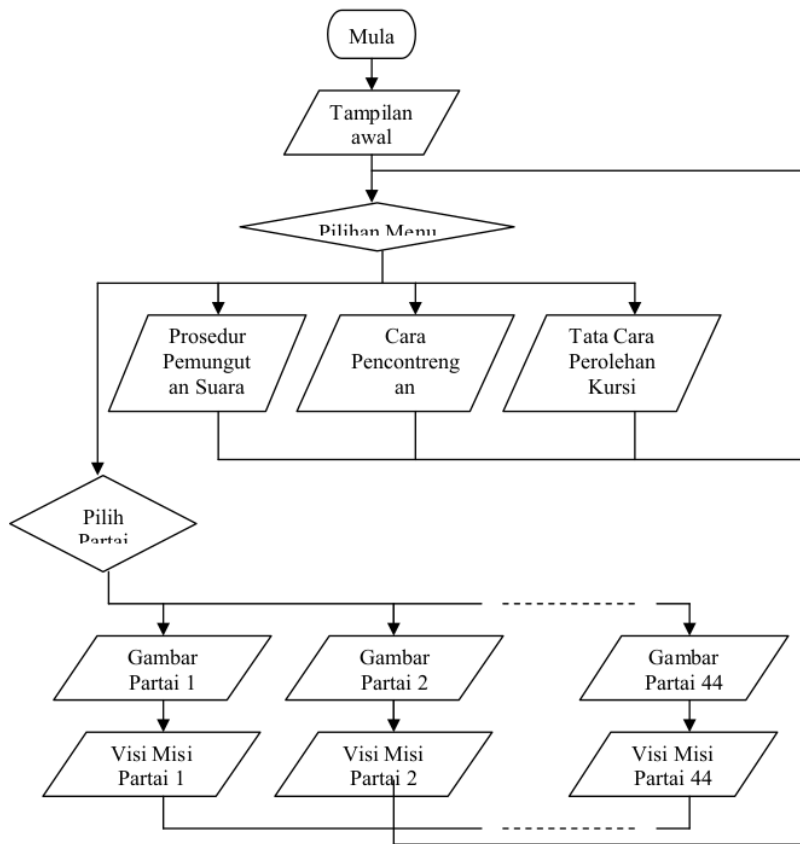 Mula
Tampilan
awal
Pilihan Menu
Prosedur
Pemungut
an Suara
Cara
Pencontreng
an
Tata Cara
Perolehan
Kursi
Pilih
Partai
Gambar
Partai 1
Gambar
Partai 2
Gambar
Partai 44
Visi Misi
Partai 1
Visi Misi
Partai 2
Visi Misi
Partai 44